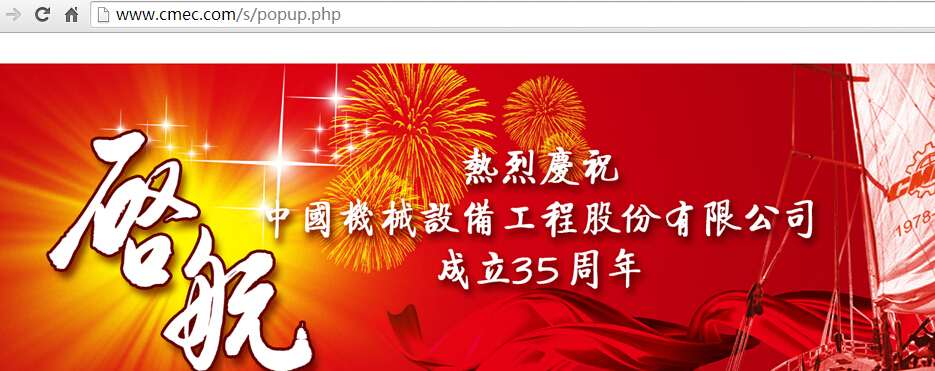 www.cmec.com/s/popup.php
啓航
熱烈慶祝
中國機械設備工程股份有限公司
成立35周年
1978-